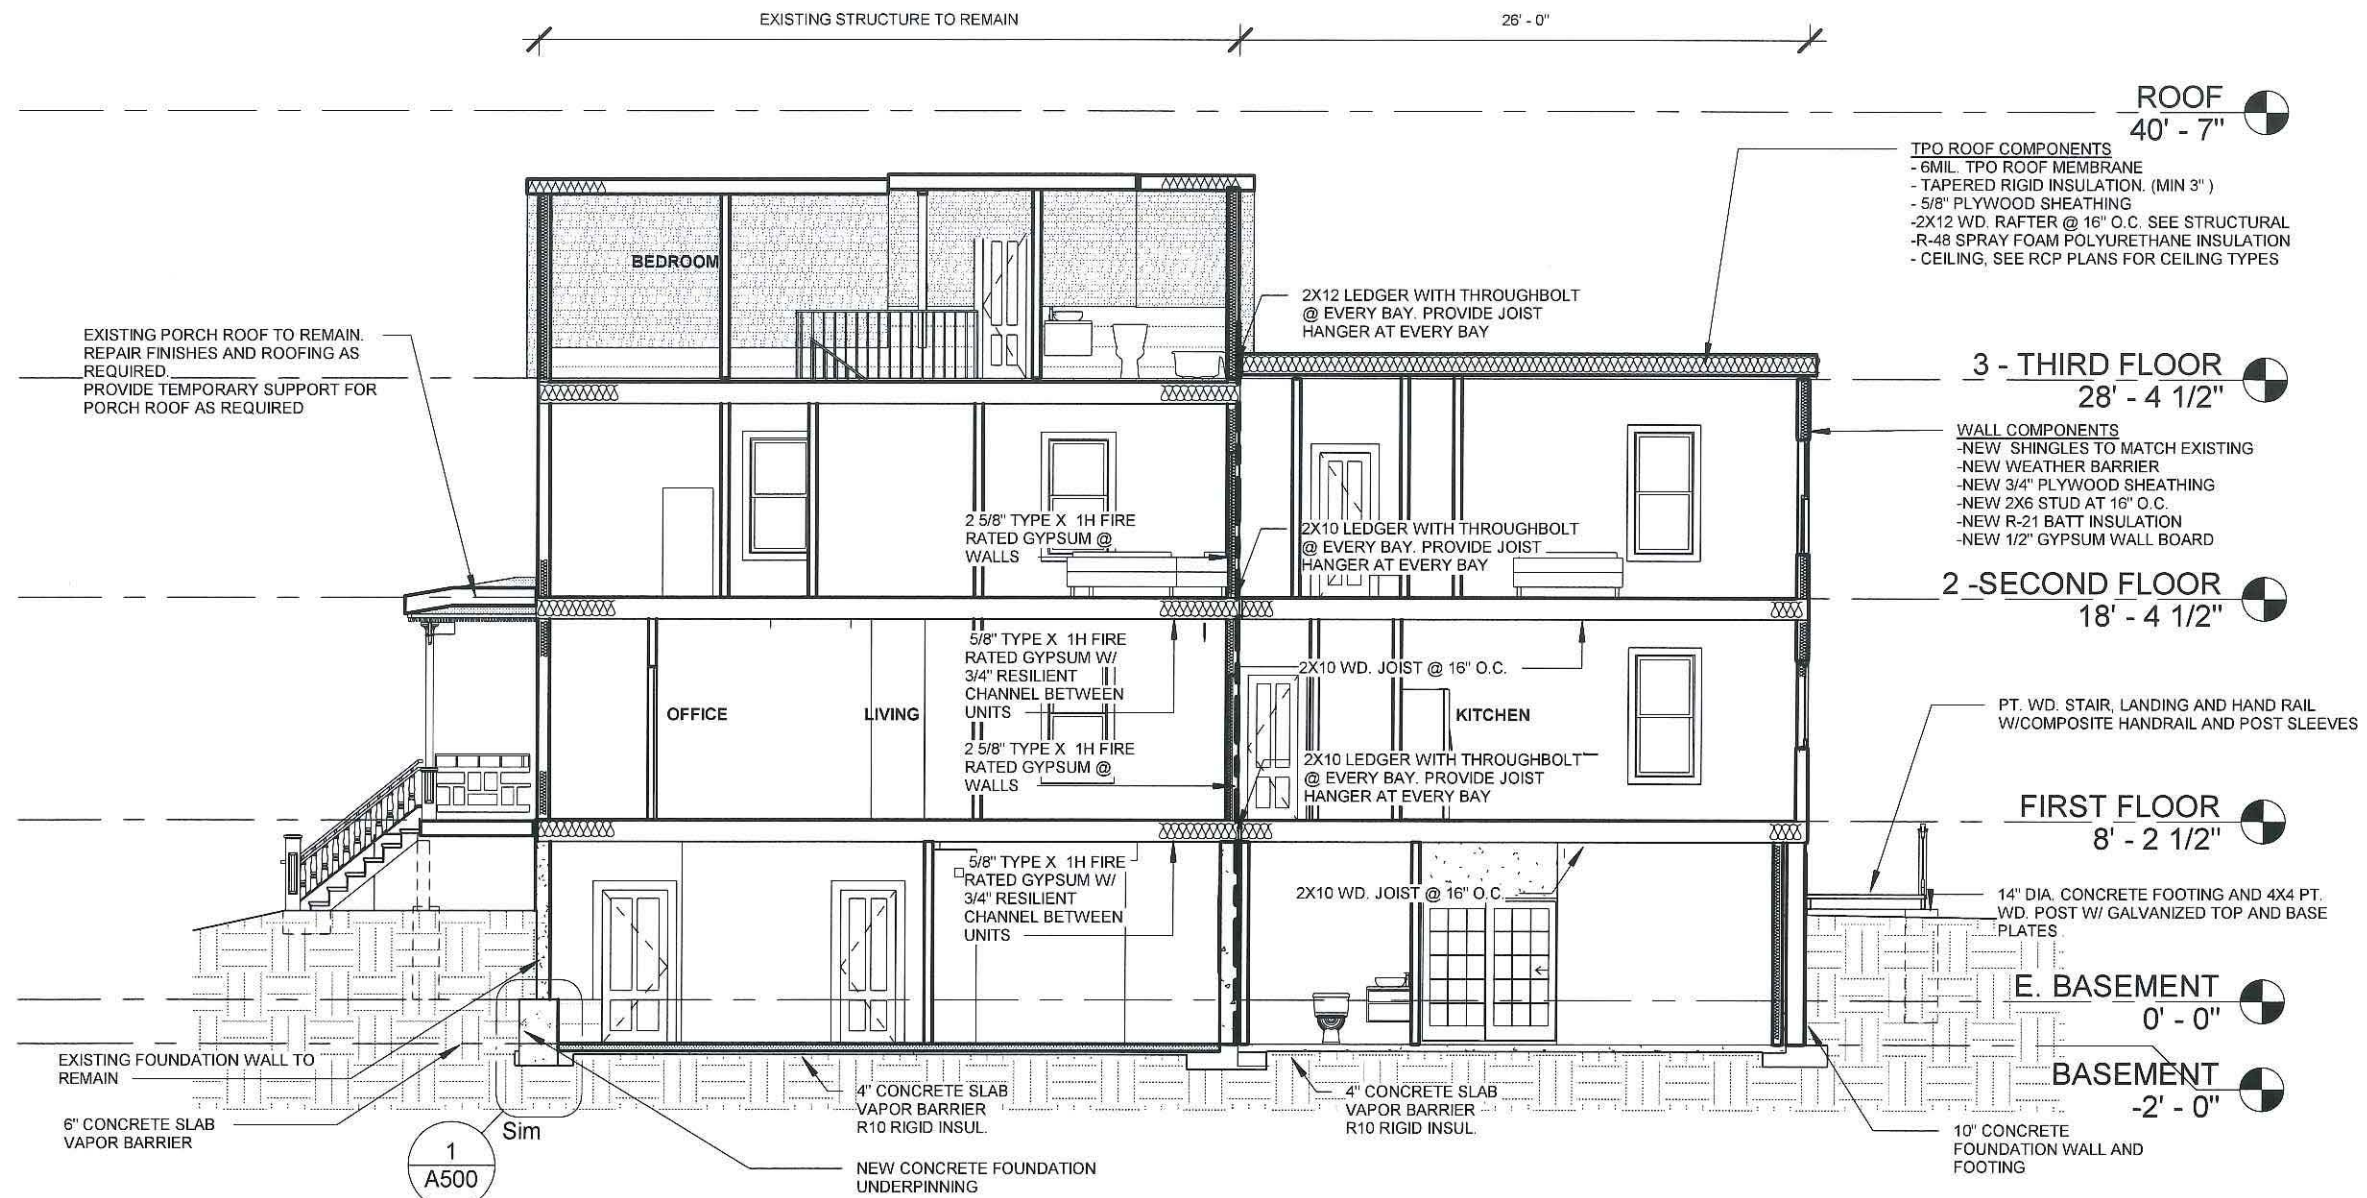 EXISTING STRUCTURE TO REMAIN
26' - 0"
ROOF
40' - 7"
TPO ROOF COMPONENTS
- 6MIL. TPO ROOF MEMBRANE
- TAPERED RIGID INSULATION. (MIN 3" )
- 5/8" PLYWOOD SHEATHING
-2X12 WD. RAFTER @ 16" O.C. SEE STRUCTURAL
-R-48 SPRAY FOAM POLYURETHANE INSULATION
- CEILING, SEE RCP PLANS FOR CEILING TYPES
BEDROOM
2X12 LEDGER WITH THROUGHBOLT
@ EVERY BAY. PROVIDE JOIST
HANGER AT EVERY BAY
EXISTING PORCH ROOF TO REMAIN.
REPAIR FINISHES AND ROOFING AS
REQUIRED.
PROVIDE TEMPORARY SUPPORT FOR
PORCH ROOF AS REQUIRED
3 - THIRD FLOOR
28' - 4 1/2"
WALL COMPONENTS
-NEW SHINGLES TO MATCH EXISTING
-NEW WEATHER BARRIER
-NEW 3/4" PLYWOOD SHEATHING
-NEW 2X6 STUD AT 16" O.C.
-NEW R-21 BATT INSULATION
-NEW 1/2" GYPSUM WALL BOARD
2 5/8" TYPE X 1H FIRE
RATED GYPSUM @
WALLS
2X10 LEDGER WITH THROUGHBOLT
@ EVERY BAY. PROVIDE JOIST
HANGER AT EVERY BAY
2 -SECOND FLOOR
18' - 4 1/2"
5/8" TYPE X 1H FIRE
RATED GYPSUM W/
3/4" RESILIENT
CHANNEL BETWEEN
UNITS
2X10 WD. JOIST @ 16" O.C.
OFFICE
LIVING
KITCHEN
PT. WD. STAIR, LANDING AND HAND RAIL
W/COMPOSITE HANDRAIL AND POST SLEEVES
2 5/8" TYPE X 1H FIRE
RATED GYPSUM @
WALLS
2X10 LEDGER WITH THROUGHBOLT
@ EVERY BAY. PROVIDE JOIST
HANGER AT EVERY BAY
FIRST FLOOR
8' - 2 1/2"
5/8" TYPE X 1H FIRE
RATED GYPSUM W/
3/4" RESILIENT
CHANNEL BETWEEN
UNITS
2X10 WD. JOIST @ 16" O.C.
14" DIA. CONCRETE FOOTING AND 4X4 PT.
WD. POST W/ GALVANIZED TOP AND BASE
PLATES
E. BASEMENT
0' - 0"
EXISTING FOUNDATION WALL TO
REMAIN
BASEMENT
-2' - 0"
4" CONCRETE SLAB
VAPOR BARRIER
R10 RIGID INSUL.
4" CONCRETE SLAB
VAPOR BARRIER
R10 RIGID INSUL.
6" CONCRETE SLAB
VAPOR BARRIER
Sim
1
A500
10" CONCRETE
FOUNDATION WALL AND
FOOTING
NEW CONCRETE FOUNDATION
UNDERPINNING